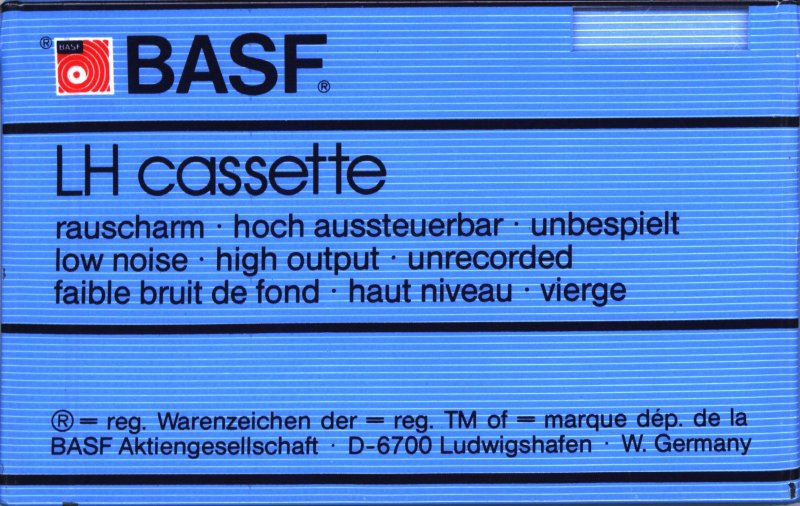 ® BASF BASF®
LH cassette
rauscharm · hoch aussteuerbar · unbespielt
low noise · high output · unrecorded
faible bruit de fond · haut niveau · vierge
® = reg. Warenzeichen der = reg. TM of = marque dép. de la
BASF Aktiengesellschaft · D-6700 Ludwigshafen · W. Germany